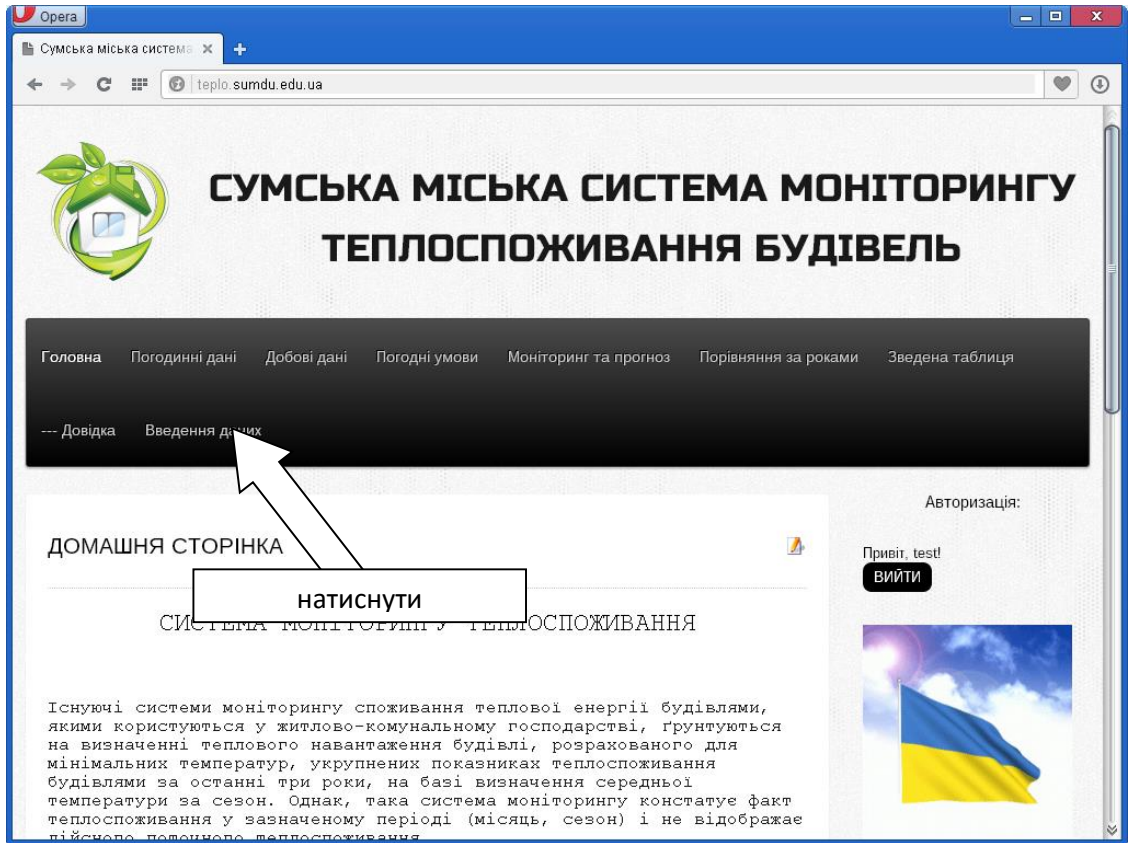 Opera
Сумська міська система
teplo.sumdu.edu.ua
СУМСЬКА МІСЬКА СИСТЕМА МОНІТОРИНГУ
ТЕПЛОСПОЖИВАННЯ БУДІВЕЛЬ
Головна Погодинні дані Добові дані Погодні умови Моніторинг та прогноз Порівняння за роками Зведена таблиця
--- Довідка Введення даних
Авторизація:
ДОМАШНЯ СТОРІНКА
Привіт, test!
ВИЙТИ
натиснути
СИСТЕМА МОНІТОРИНГУ ТЕПЛОСПОЖИВАННЯ
Існуючі системи моніторингу споживання теплової енергії будівлями,
якими користуються у житлово-комунальному господарстві, ґрунтуються
на визначенні теплового навантаження будівлі, розрахованого для
мінімальних температур, укрупнених показниках теплоспоживання
будівлями за останні три роки, на базі визначення середньої
температури за сезон. Однак, така система моніторингу констатує факт
теплоспоживання у зазначеному періоді (місяць, сезон) і не відображає
дійсного поточного теплоспоживання